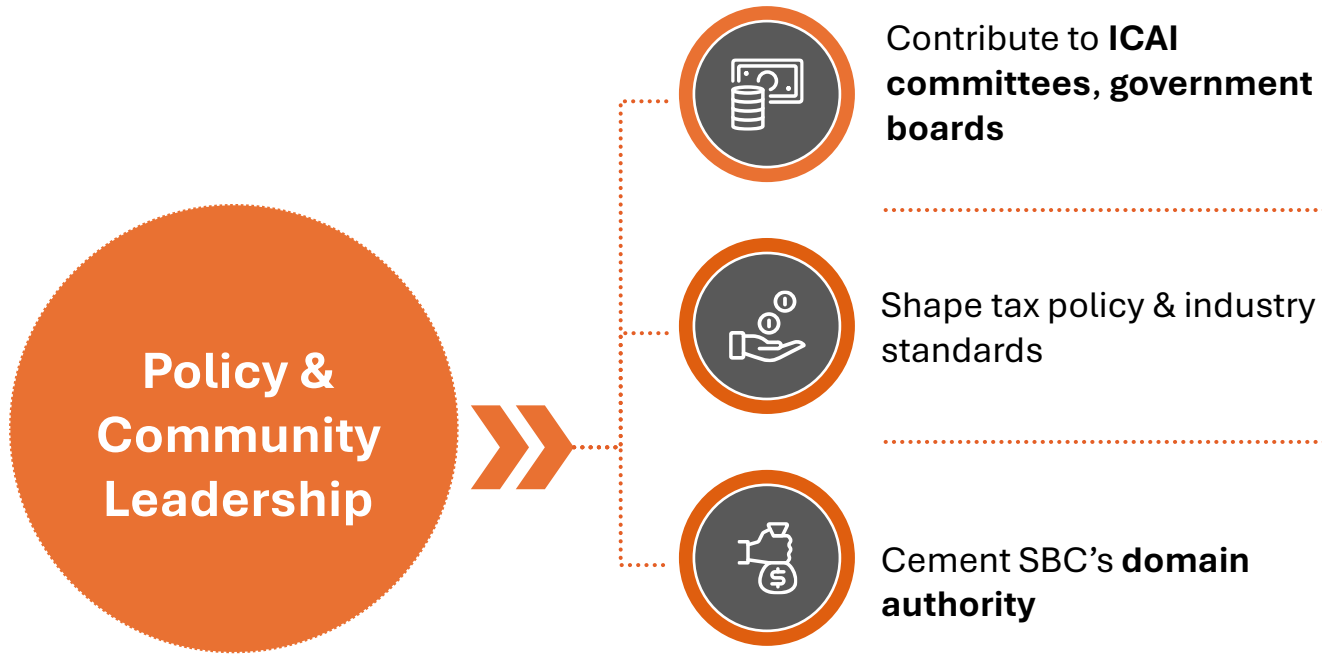 Contribute to ICAI
committees, government
boards
Shape tax policy & industry
standards
Policy &
Community
Leadership
Cement SBC’s domain
authority